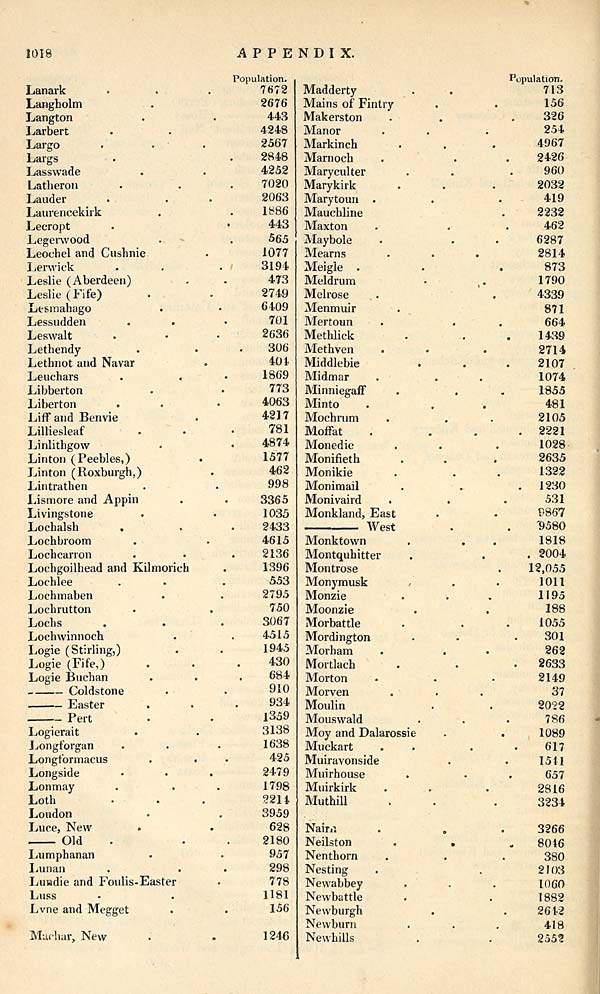 1018
APPENDIX.
Population.
Lanark 7672
Langholm 2676
Langton 443
Larbert 4248
Largo 2567
Largs 2848
Lasswade 4252
Latheron 7020
Lauder 2063
Laurencekirk 1886
Lecropt 443
Legerwood 565
Leochel and Cushnie 1077
Lerwick 3194
Leslie (Aberdeen) 473
Leslie (Fife) 2749
Lesmahago 6409
Lessudden 701
Leswalt 2636
Lethendy 306
Lethnot and Navar 404
Leuchars 1869
Libberton 773
Liberton 4063
Liff and Benvie 4217
Lilliesleaf 781
Linlithgow 4874
Linton (Peebles,) 1577
Linton (Roxburgh,) 462
Lintrathen 998
Lismore and Appin 3365
Livingstone 1035
Lochalsh 2433
Lochbroom 4615
Lochcarron 2136
Lochgoilhead and Kilmorich 1396
Lochlee 553
Lochmaben 2795
Lochrutton 750
Lochs 3067
Lochwinnoch 4515
Logie (Stirling,) 1945
Logie (Fife,) 430
Logie Buchan 684
—— Coldstone 910
—— Easter 934
—— Pert 1359
Logierait 3138
Longforgan 1638
Longformacus 425
Longside 2479
Lonmay 1798
Loth 2214
Loudon 3959
Luce, New 628
—— Old 2180
Lumphanan 957
Lunan 298
Lundie and Foulis-Easter 778
Luss 1181
Lyne and Megget 156
Machar, New 1246
Population.
Madderty 713
Mains of Fintry 156
Makerston 326
Manor 254
Markinch 4967
Marnoch 2426
Maryculter 960
Marykirk 2032
Marytoun 419
Mauchline 2232
Maxton 462
Maybole 6287
Mearns 2814
Meigle 873
Meldrum 1790
Melrose 4339
Menmuir 871
Mertoun 664
Methlick 1439
Methven 2714
Middlebie 2107
Midmar 1074
Minniegaff 1855
Minto 481
Mochrum 2105
Moffat 2221
Monedie 1028
Monifieth 2635
Monikie 1322
Monimail 1230
Monivaird 531
Monkland, East 9867
——— West 9580
Monktown 1818
Montquhitter 2004
Montrose 12,055
Monymusk 1011
Monzie 1195
Moonzie 188
Morbattle 1055
Mordington 301
Morham 262
Mortlach 2633
Morton 2149
Morven 37
Moulin 2022
Mouswald 786
Moy and Dalarossie 1089
Muckart 617
Muiravonside 1541
Muirhouse 657
Muirkirk 2816
Muthill 3234
Nairn 3266
Neilston 8046
Nenthorn 380
Nesting 2103
Newabbey 1060
Newbattle 1882
Newburgh 2642
Newburn 418
Newhills 2552